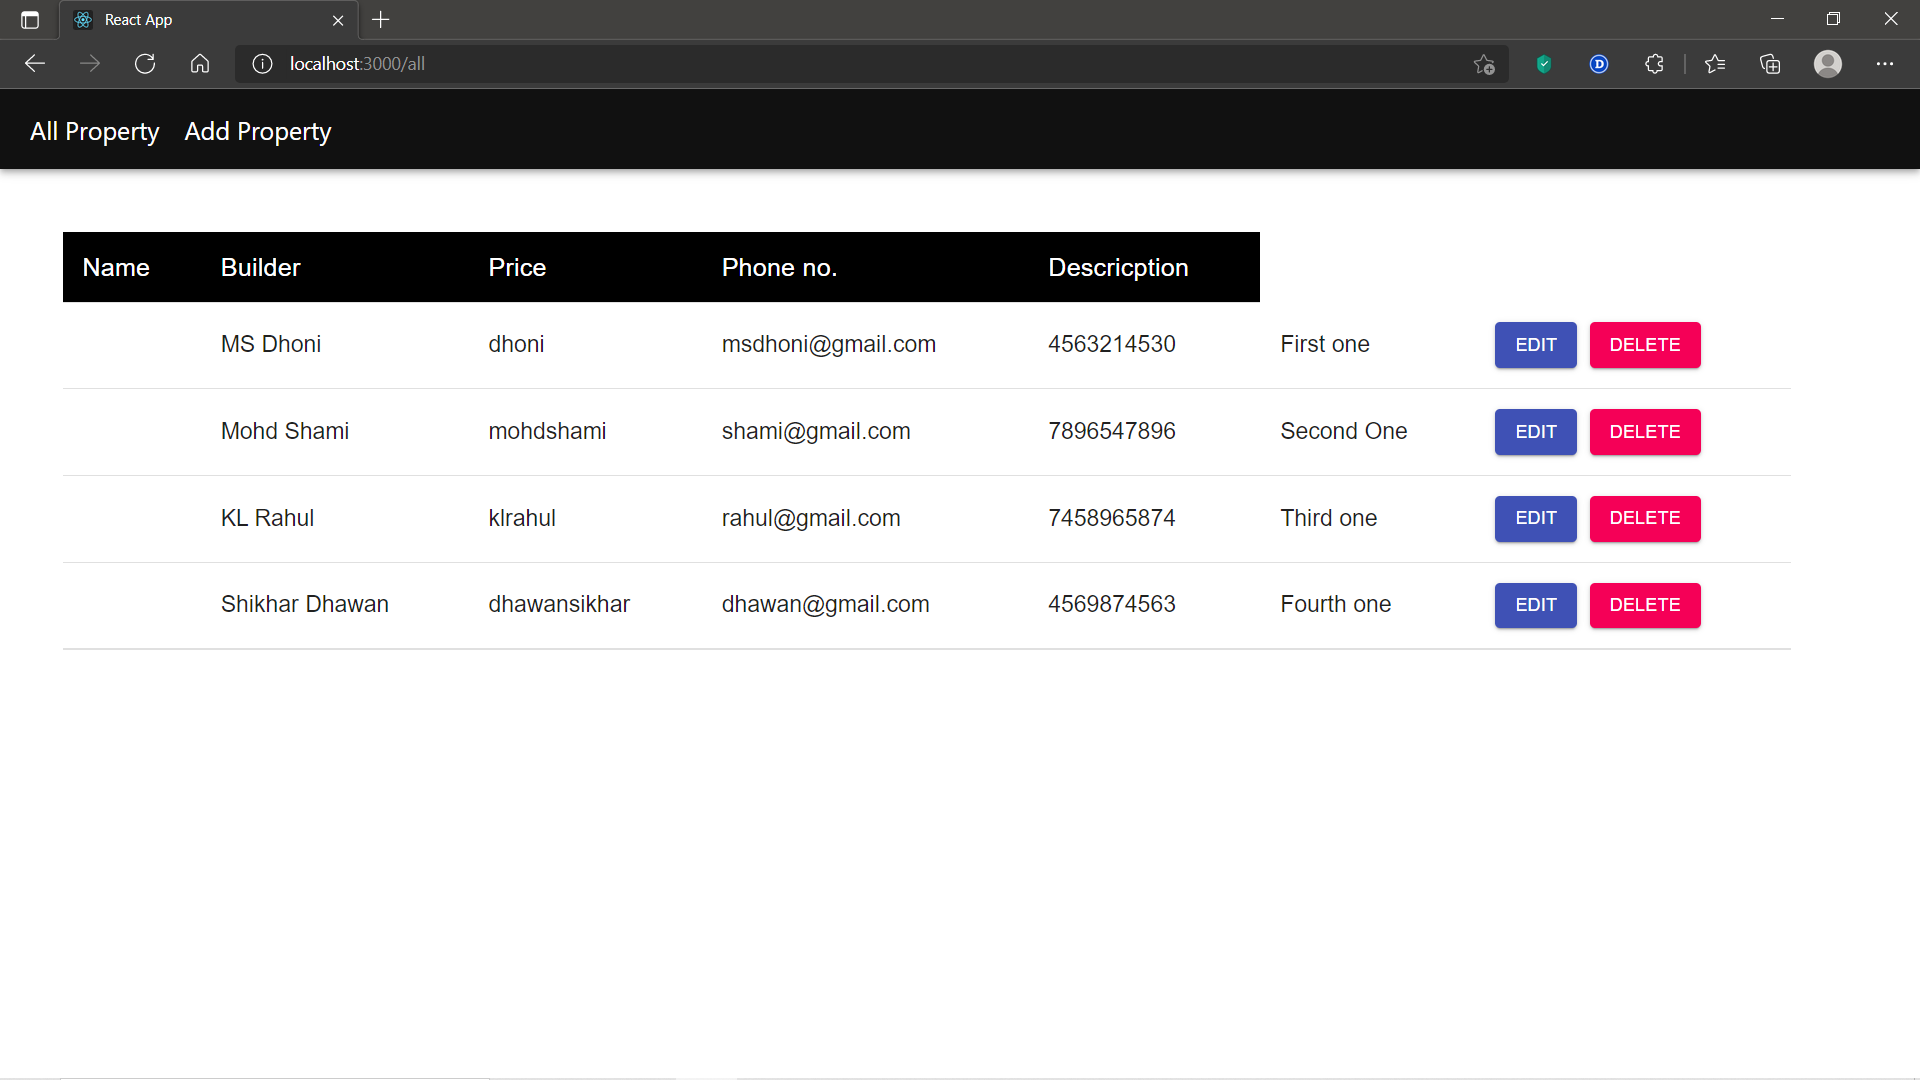 React App
localhost:3000/all
All Property Add Property
Name Builder Price Phone no. Descricption
MS Dhoni dhoni msdhoni@gmail.com 4563214530 First one EDIT DELETE
Mohd Shami mohdshami shami@gmail.com 7896547896 Second One EDIT DELETE
KL Rahul klrahul rahul@gmail.com 7458965874 Third one EDIT DELETE
Shikhar Dhawan dhawansikhar dhawan@gmail.com 4569874563 Fourth one EDIT DELETE